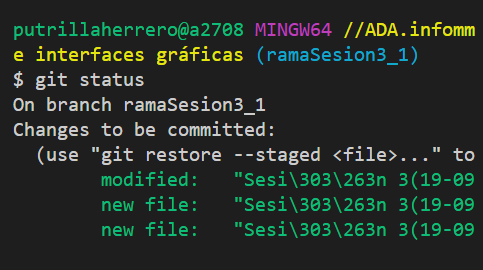 putrillaherrero@a2708 MINGW64 //ADA.infomm
e interfaces gráficas (ramaSesion3_1)
$ git status
On branch ramaSesion3_1
Changes to be committed:
(use "git restore --staged <file>..." to
modified: "Sesi\303\263n 3(19-09
new file: "Sesi\303\263n 3(19-09
new file: "Sesi\303\263n 3(19-09